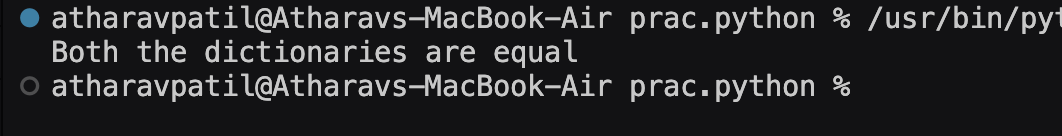 atharavpatil@Atharavs-MacBook-Air prac.python % /usr/bin/pyt
Both the dictionaries are equal
atharavpatil@Atharavs-MacBook-Air prac.python %